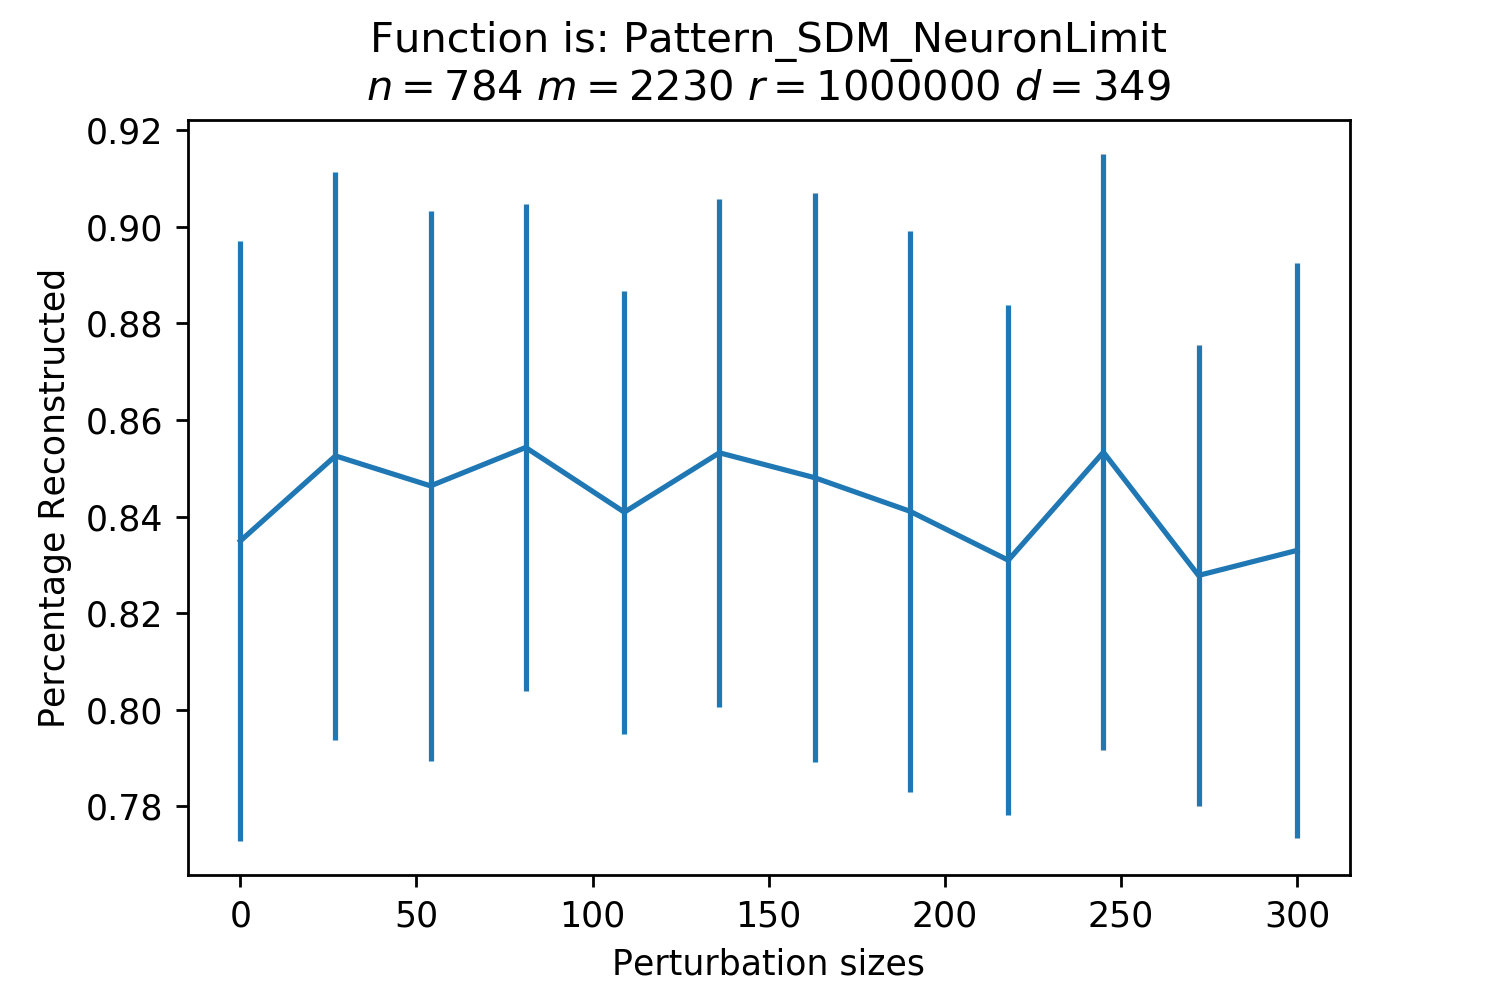 Function is: Pattern_SDM_NeuronLimit
n = 784 m = 2230 r = 1000000 d = 349
0.92
0.90
0.88
0.86
0.84
0.82
0.80
0.78
Percentage Reconstructed
0 50 100 150 200 250 300
Perturbation sizes